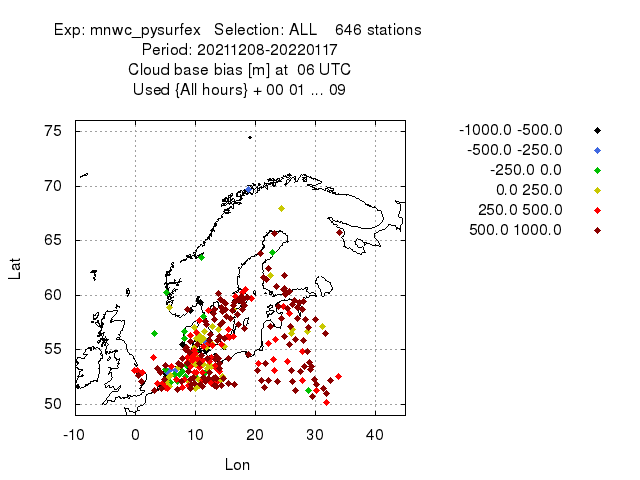 Exp: mnwc_pysurfex   Selection: ALL    646 stations
Period: 20211208-20220117
Cloud base bias [m] at  06 UTC
Used {All hours} + 00 01 ... 09
-1000.0 -500.0
-500.0 -250.0
-250.0 0.0
0.0 250.0
250.0 500.0
500.0 1000.0
75
70
65
60
55
50
Lat
-10 0 10 20 30 40
Lon